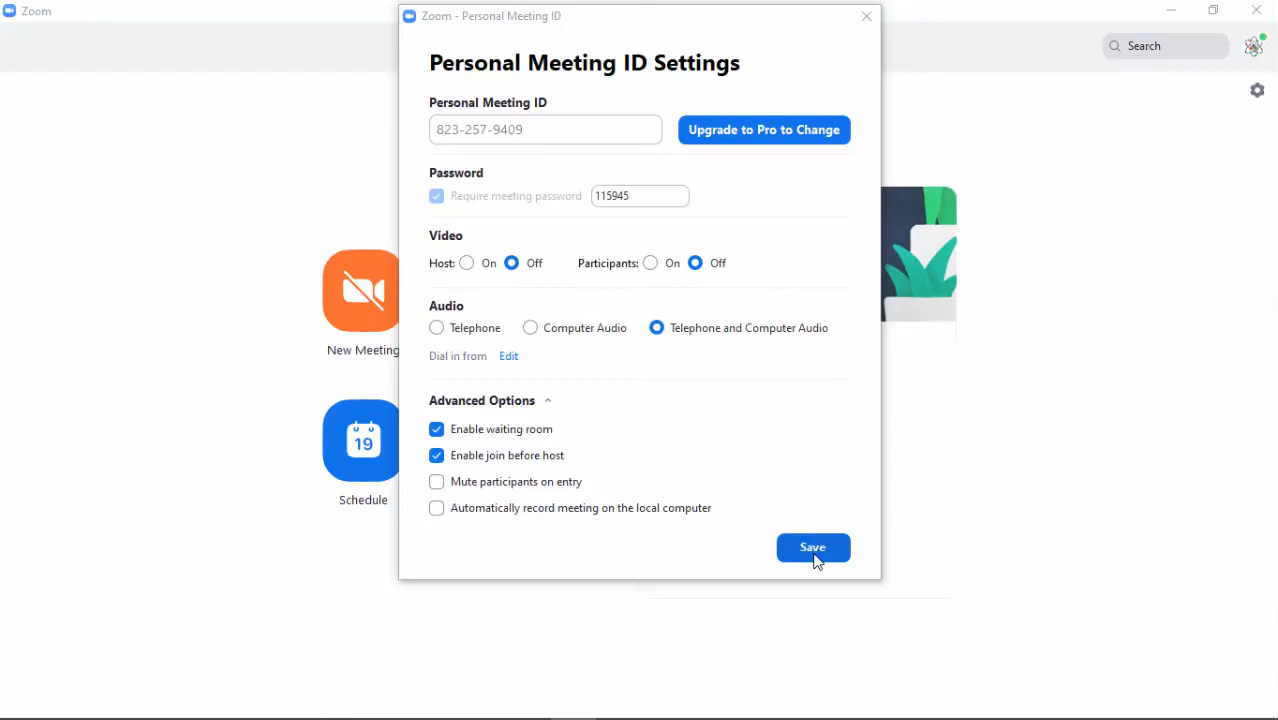 Zoom
Zoom - Personal Meeting ID
Search
Personal Meeting ID Settings
Personal Meeting ID
823-257-9409
Upgrade to Pro to Change
Password
Require meeting password 115945
Video
Host: On Off Participants: On Off
Audio
Telephone Computer Audio Telephone and Computer Audio
Dial in from Edit
New Meeting
Advanced Options
Enable waiting room
19
Enable join before host
Mute participants on entry
Schedule
Automatically record meeting on the local computer
Save